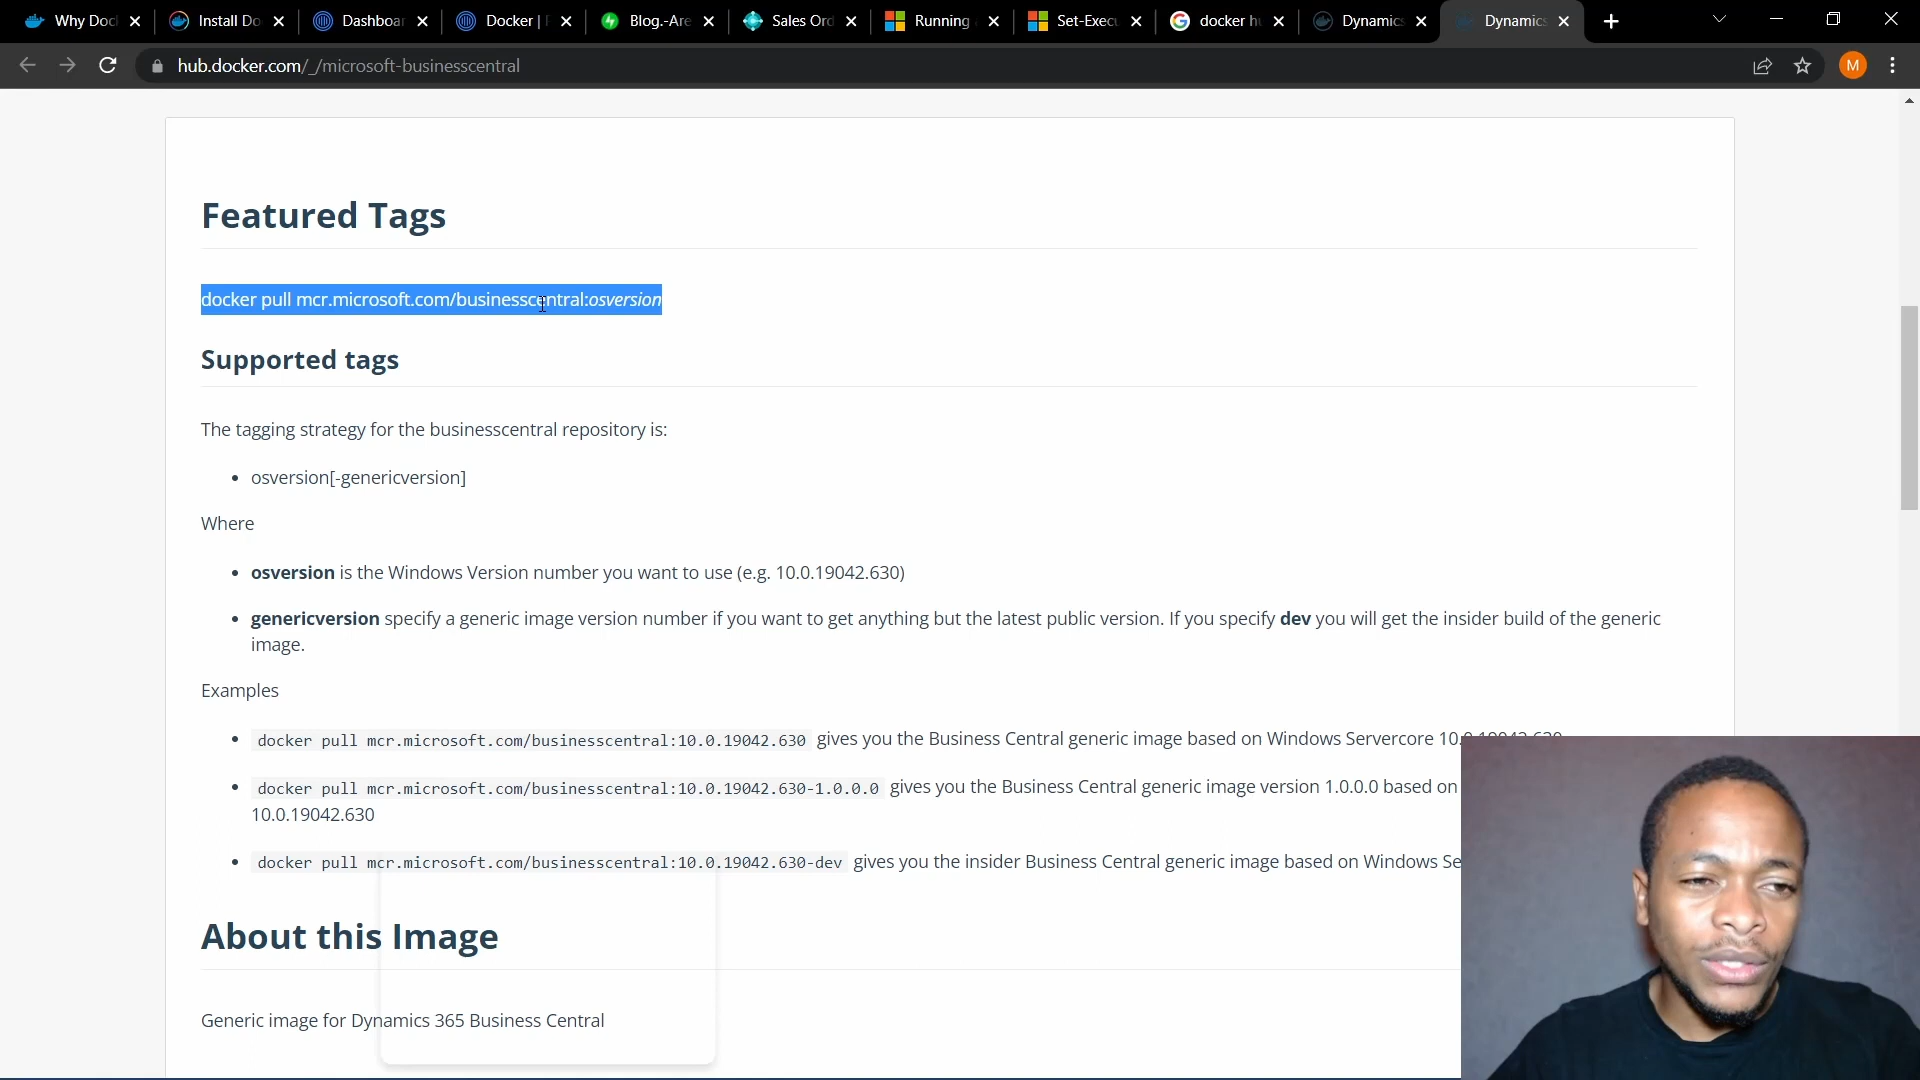 Why Doc
Install Do
Dashboar
Docker | 
Blog.-Are
Sales Ord
Running
Set-Exec
docker h
Dynamics
Dynamics
hub.docker.com/_/microsoft-businesscentral
M
Featured Tags
docker pull mcr.microsoft.com/businesscentral:osversion
Supported tags
The tagging strategy for the businesscentral repository is:
• osversion[-genericversion]
Where
• osversion is the Windows Version number you want to use (e.g. 10.0.19042.630)
• genericversion specify a generic image version number if you want to get anything but the latest public version. If you specify dev you will get the insider build of the generic
image.
Examples
• docker pull mcr.microsoft.com/businesscentral:10.0.19042.630 gives you the Business Central generic image based on Windows Servercore 10.0.19042.630
• docker pull mcr.microsoft.com/businesscentral:10.0.19042.630-1.0.0.0 gives you the Business Central generic image version 1.0.0.0 based on
10.0.19042.630
• docker pull mcr.microsoft.com/businesscentral:10.0.19042.630-dev gives you the insider Business Central generic image based on Windows Se
About this Image
Generic image for Dynamics 365 Business Central